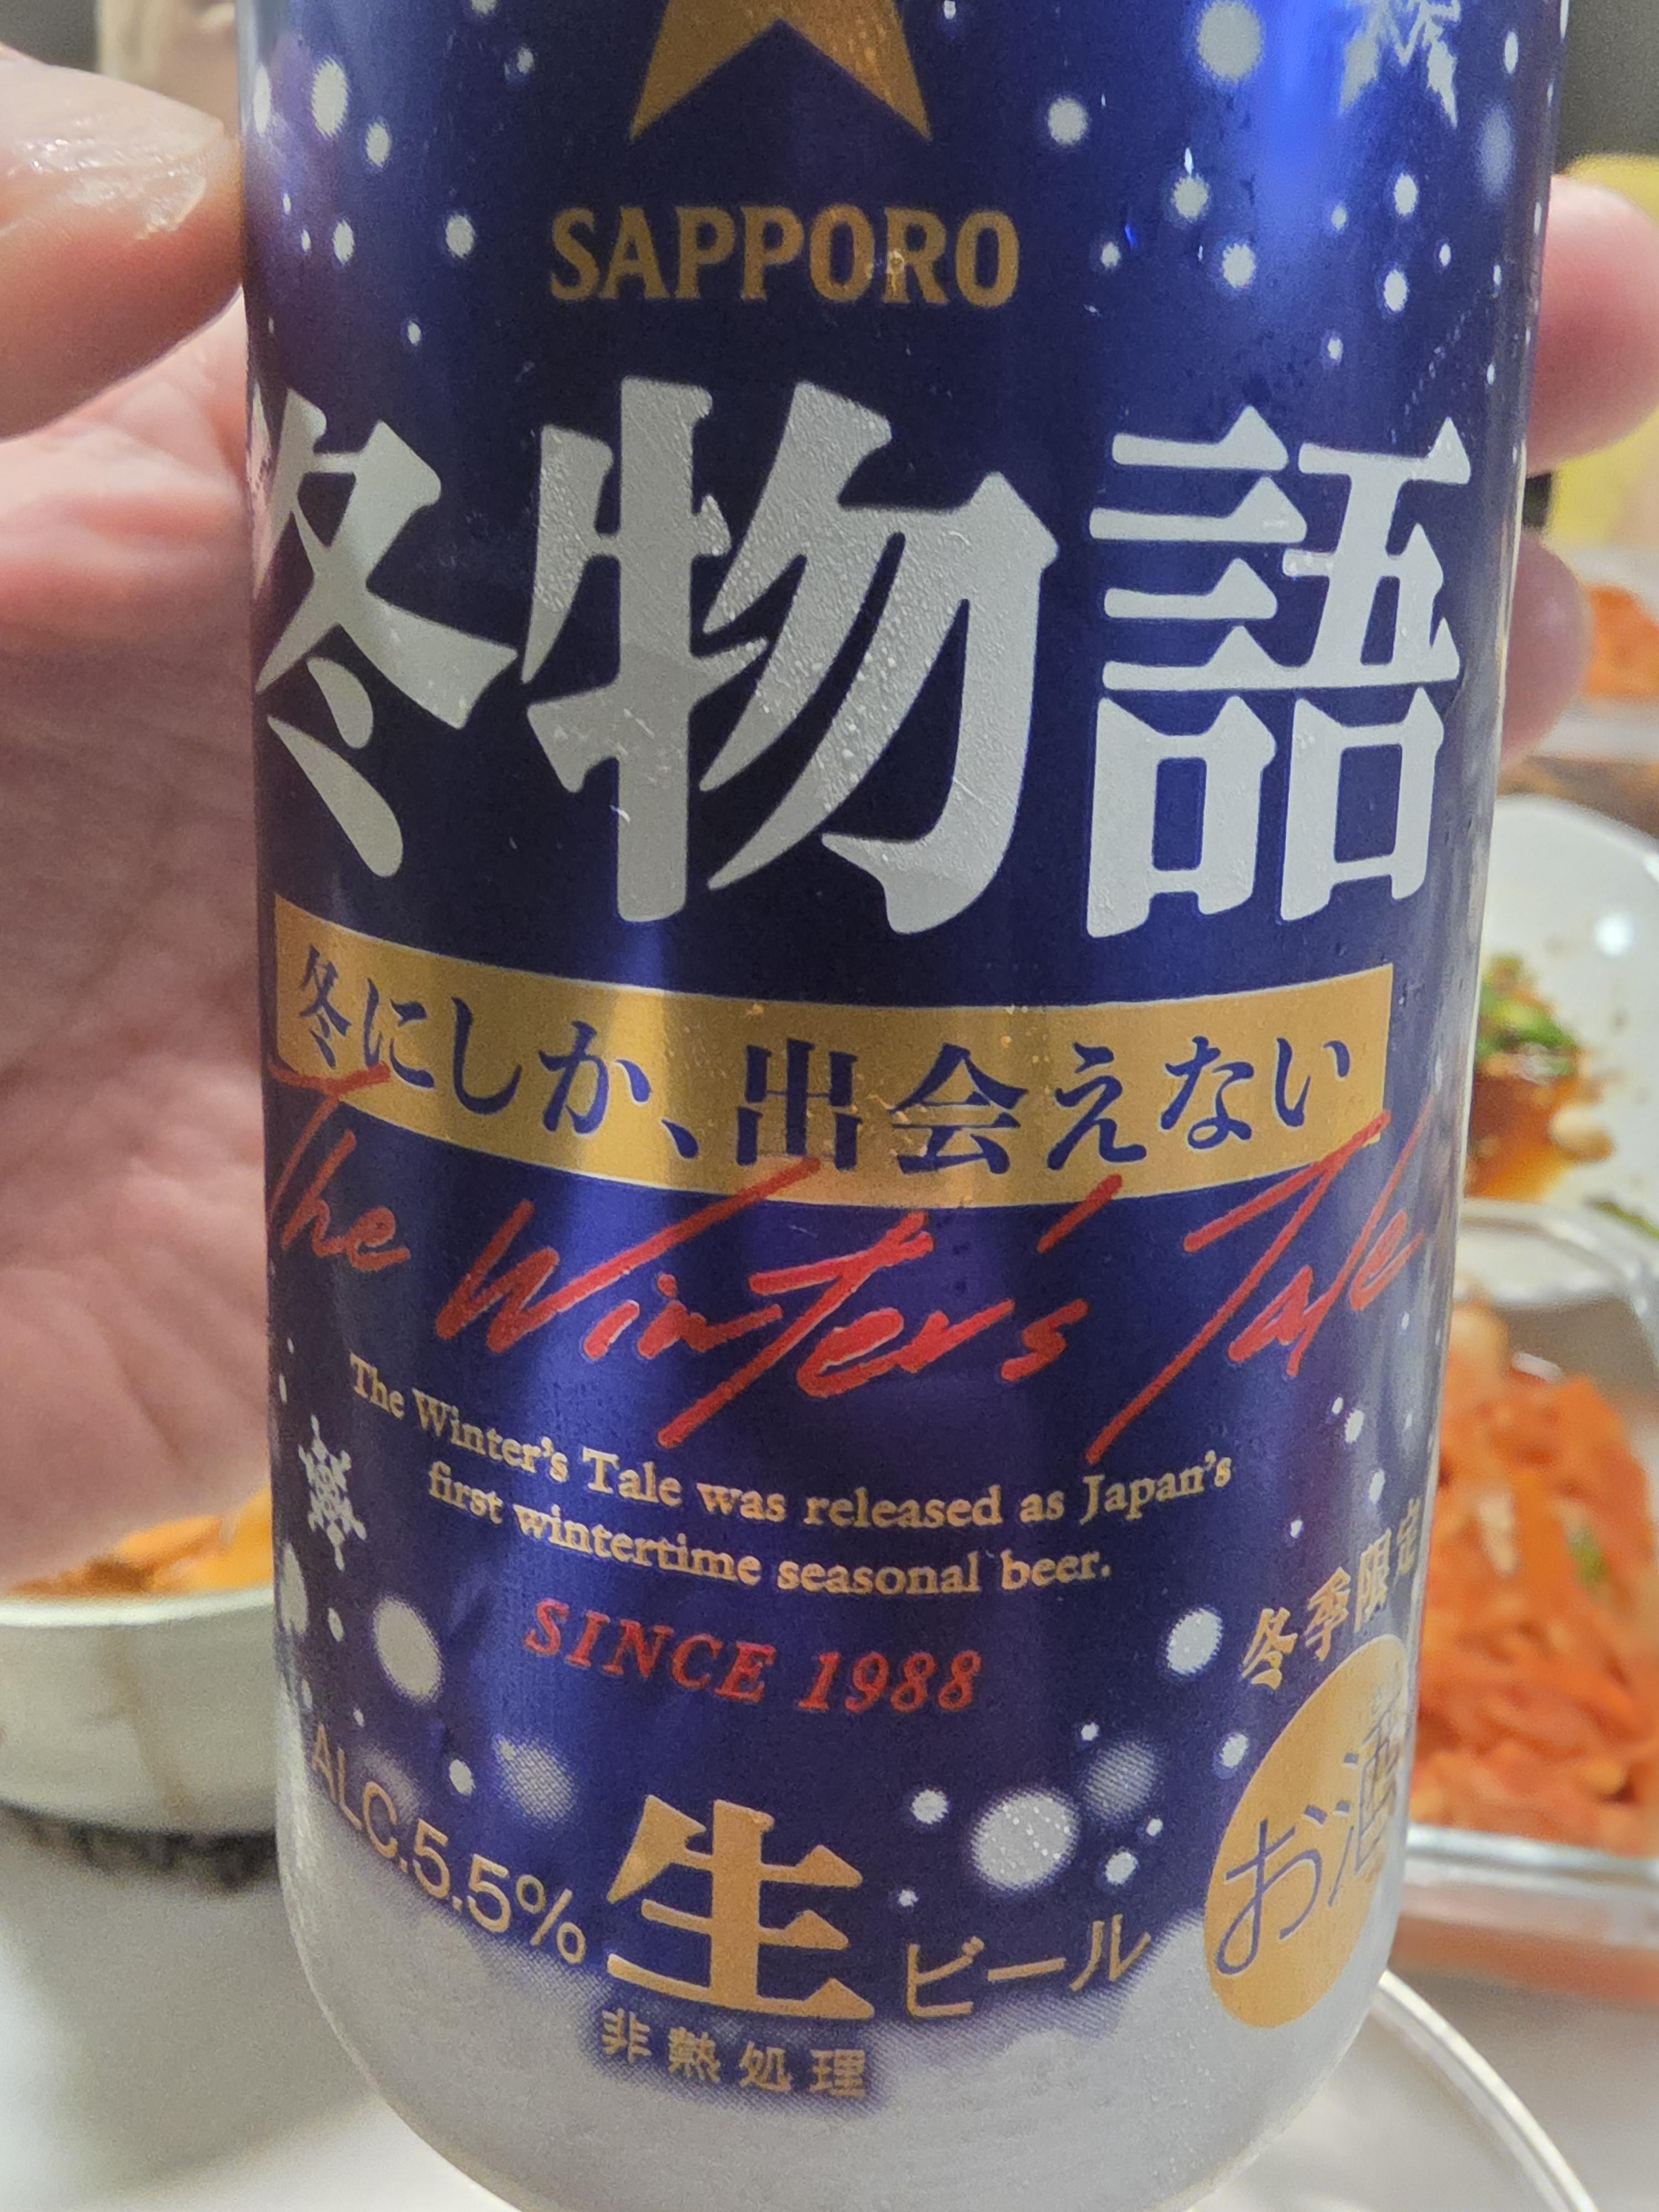 SAPPORO
冬物語
冬にしか、出会えない
The Winter's Tale
The Winter's Tale was released as Japan's
first wintertime seasonal beer.
SINCE 1988
冬季限定
お酒
ALC.5.5% 生ビール
非熱処理